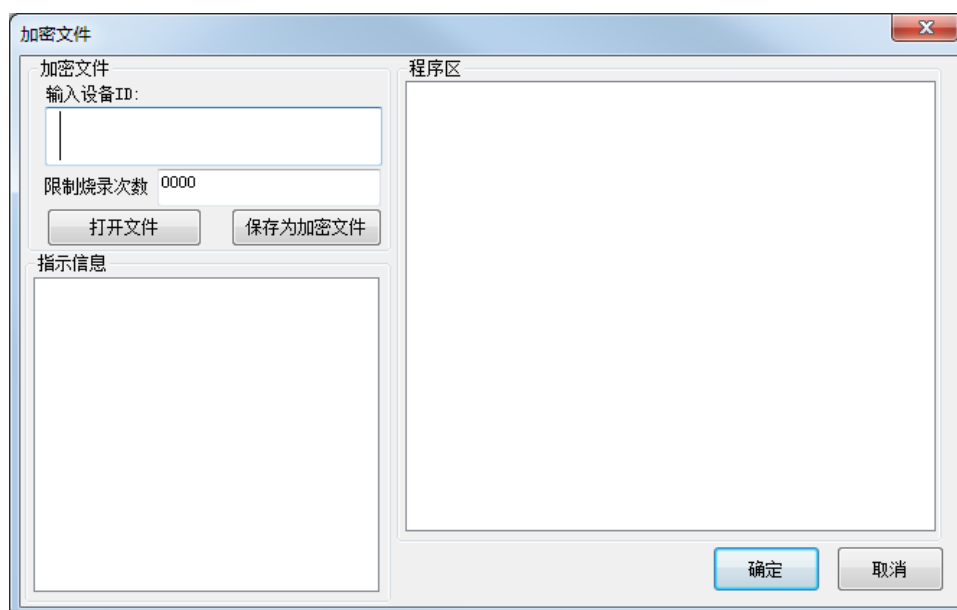 加密文件
加密文件
输入设备ID:
限制烧录次数 0000
打开文件 保存为加密文件
指示信息
程序区
确定 取消